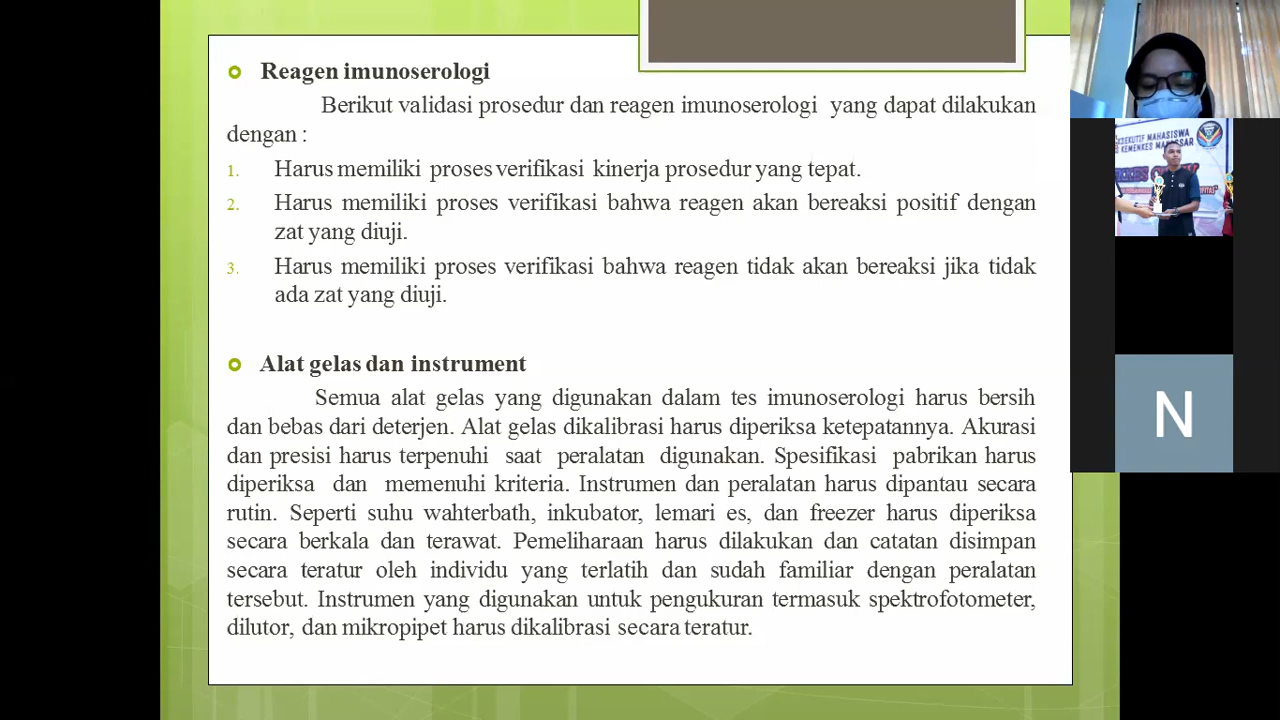 Reagen imunoserologi
Berikut validasi prosedur dan reagen imunoserologi yang dapat dilakukan
dengan :
1. Harus memiliki proses verifikasi kinerja prosedur yang tepat.
2. Harus memiliki proses verifikasi bahwa reagen akan bereaksi positif dengan
zat yang diuji.
3. Harus memiliki proses verifikasi bahwa reagen tidak akan bereaksi jika tidak
ada zat yang diuji.
Alat gelas dan instrument
Semua alat gelas yang digunakan dalam tes imunoserologi harus bersih
dan bebas dari deterjen. Alat gelas dikalibrasi harus diperiksa ketepatannya. Akurasi
dan presisi harus terpenuhi saat peralatan digunakan. Spesifikasi pabrikan harus
diperiksa dan memenuhi kriteria. Instrumen dan peralatan harus dipantau secara
rutin. Seperti suhu wahterbath, inkubator, lemari es, dan freezer harus diperiksa
secara berkala dan terawat. Pemeliharaan harus dilakukan dan catatan disimpan
secara teratur oleh individu yang terlatih dan sudah familiar dengan peralatan
tersebut. Instrumen yang digunakan untuk pengukuran termasuk spektrofotometer,
dilutor, dan mikropipet harus dikalibrasi secara teratur.
MAHASISWA
KEMENKES
N